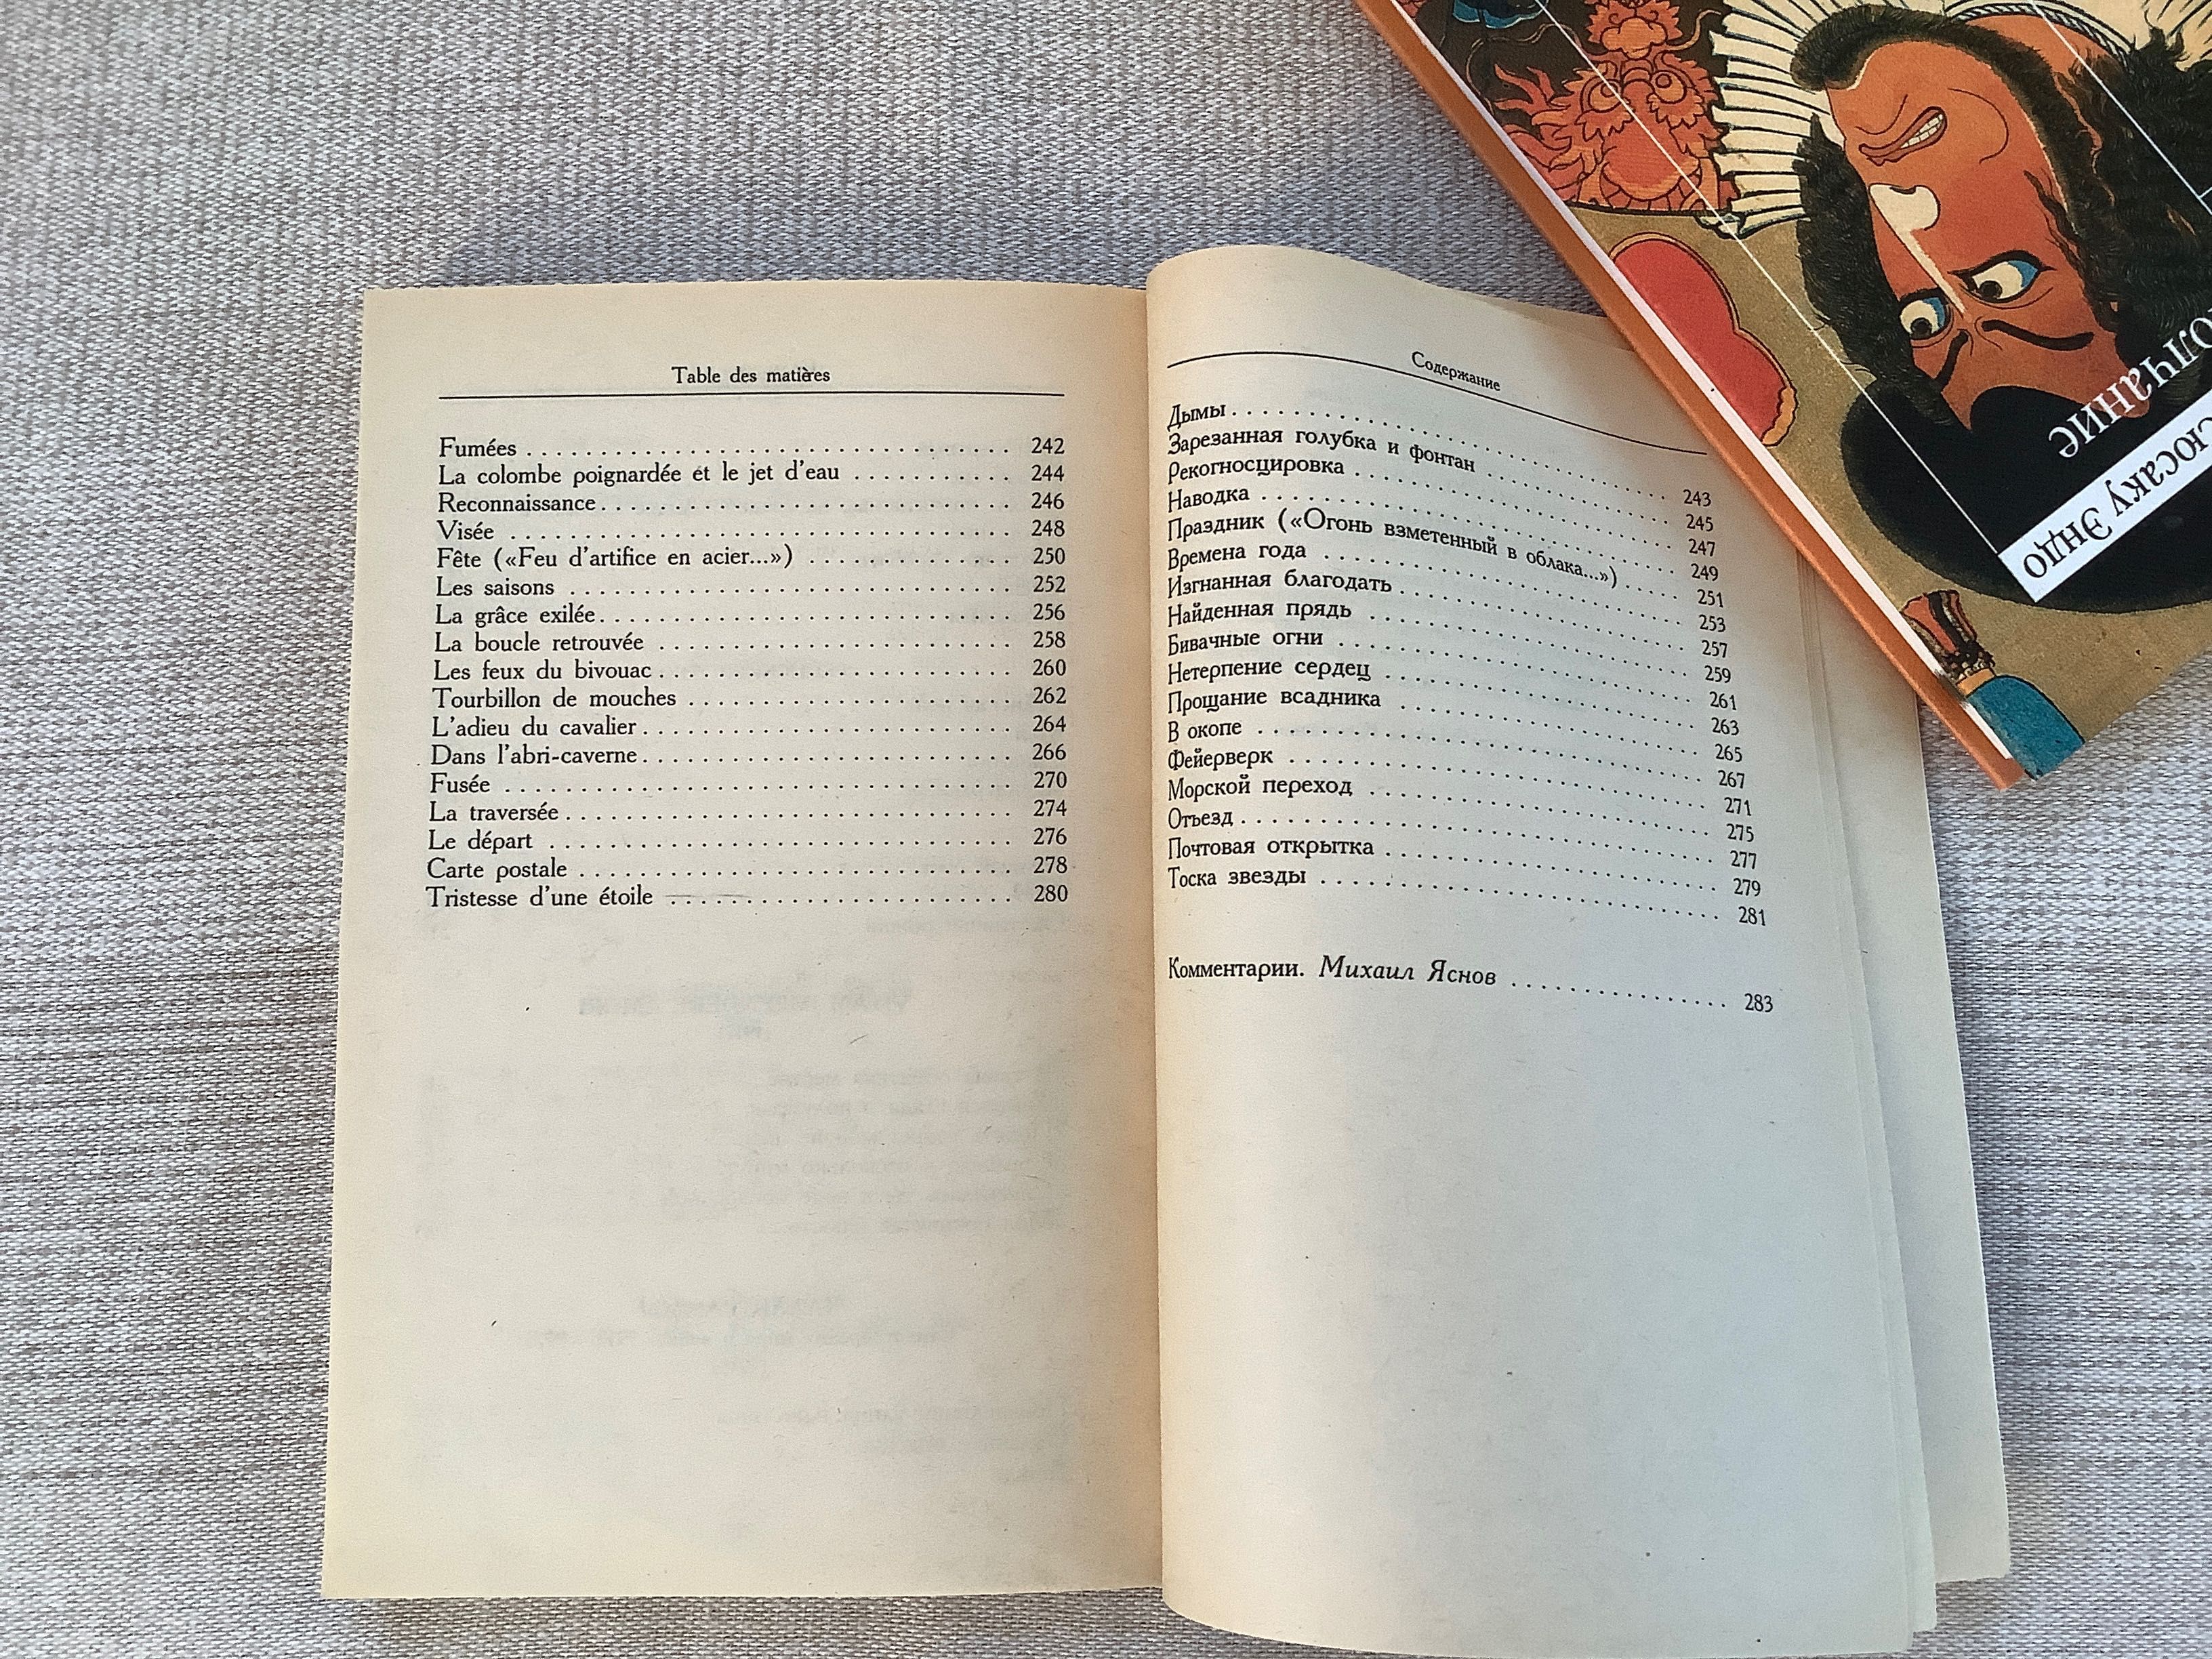 Table des matières
Fumées . . . . . . . . . . . . . . . . . . . . . . . . . . . . . . . . . . . 242
La colombe poignardée et le jet d'eau . . . . . . . . . . . 244
Reconnaissance . . . . . . . . . . . . . . . . . . . . . . . . . . . . . 246
Visée . . . . . . . . . . . . . . . . . . . . . . . . . . . . . . . . . . . . 248
Fête («Feu d'artifice en acier...») . . . . . . . . . . . . . . . 250
Les saisons . . . . . . . . . . . . . . . . . . . . . . . . . . . . . . . 252
La grâce exilée . . . . . . . . . . . . . . . . . . . . . . . . . . . . . 256
La boucle retrouvée . . . . . . . . . . . . . . . . . . . . . . . . . 258
Les feux du bivouac . . . . . . . . . . . . . . . . . . . . . . . . . 260
Tourbillon de mouches . . . . . . . . . . . . . . . . . . . . . . . 262
L'adieu du cavalier . . . . . . . . . . . . . . . . . . . . . . . . . . 264
Dans l'abri-caverne . . . . . . . . . . . . . . . . . . . . . . . . . . 266
Fusée . . . . . . . . . . . . . . . . . . . . . . . . . . . . . . . . . . . 270
La traversée . . . . . . . . . . . . . . . . . . . . . . . . . . . . . . . 274
Le départ . . . . . . . . . . . . . . . . . . . . . . . . . . . . . . . . 276
Carte postale . . . . . . . . . . . . . . . . . . . . . . . . . . . . . . 278
Tristesse d'une étoile . . . . . . . . . . . . . . . . . . . . . . . . 280
Содержание
Дымы . . . . . . . . . . . . . . . . . . . . . . . . . . . . . . 243
Зарезанная голубка и фонтан . . . . . . . . . . . . . 245
Рекогносцировка . . . . . . . . . . . . . . . . . . . . . . . 247
Наводка . . . . . . . . . . . . . . . . . . . . . . . . . . . . . 249
Праздник («Огонь взметенный в облака...») . . . . . 251
Времена года . . . . . . . . . . . . . . . . . . . . . . . . . 253
Изгнанная благодать . . . . . . . . . . . . . . . . . . . . 257
Найденная прядь . . . . . . . . . . . . . . . . . . . . . . 259
Бивачные огни . . . . . . . . . . . . . . . . . . . . . . . . 261
Нетерпение сердец . . . . . . . . . . . . . . . . . . . . . 263
Прощание всадника . . . . . . . . . . . . . . . . . . . . 265
В окопе . . . . . . . . . . . . . . . . . . . . . . . . . . . . . 267
Фейерверк . . . . . . . . . . . . . . . . . . . . . . . . . . . 271
Морской переход . . . . . . . . . . . . . . . . . . . . . . 275
Отъезд . . . . . . . . . . . . . . . . . . . . . . . . . . . . . . 277
Почтовая открытка . . . . . . . . . . . . . . . . . . . . . 279
Тоска звезды . . . . . . . . . . . . . . . . . . . . . . . . . 281
Комментарии. Михаил Яснов . . . . . . . . . . . . . . . 283
Эндо